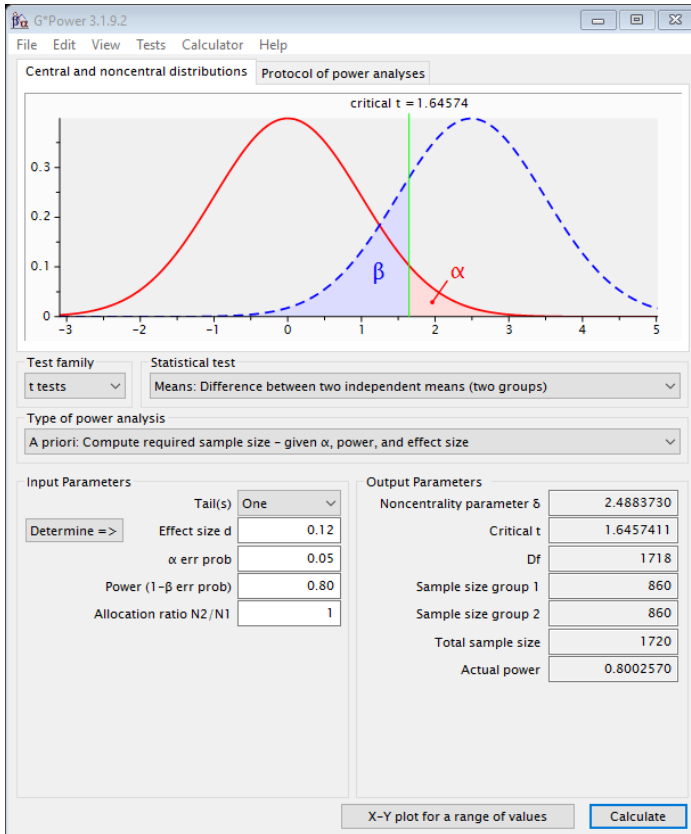 βα G*Power 3.1.9.2
File Edit View Tests Calculator Help
Central and noncentral distributions Protocol of power analyses
critical t = 1.64574
0.3
0.2
0.1
β α
0
-3 -2 -1 0 1 2 3 4 5
Test family Statistical test
t tests Means: Difference between two independent means (two groups)
Type of power analysis
A priori: Compute required sample size – given α, power, and effect size
Input Parameters
Tail(s) One
Determine => Effect size d 0.12
α err prob 0.05
Power (1-β err prob) 0.80
Allocation ratio N2/N1 1
Output Parameters
Noncentrality parameter δ 2.4883730
Critical t 1.6457411
Df 1718
Sample size group 1 860
Sample size group 2 860
Total sample size 1720
Actual power 0.8002570
X-Y plot for a range of values Calculate